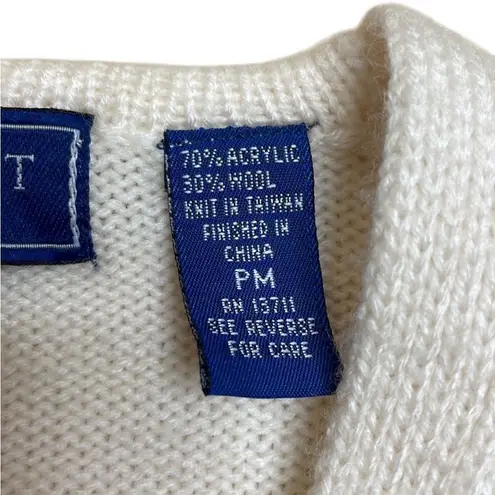 T
70% ACRYLIC
30% WOOL
KNIT IN TAIWAN
FINISHED IN
CHINA
PM
RN 13711
SEE REVERSE
FOR CARE